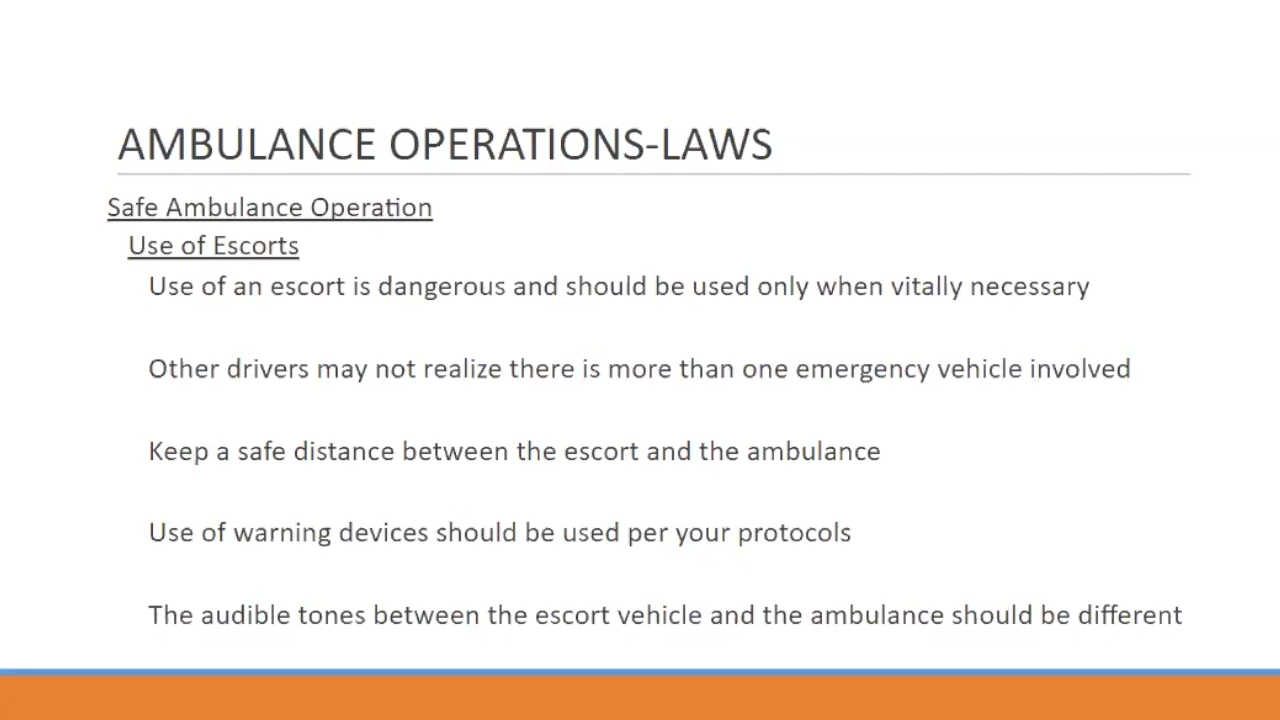 AMBULANCE OPERATIONS-LAWS
Safe Ambulance Operation
Use of Escorts
Use of an escort is dangerous and should be used only when vitally necessary
Other drivers may not realize there is more than one emergency vehicle involved
Keep a safe distance between the escort and the ambulance
Use of warning devices should be used per your protocols
The audible tones between the escort vehicle and the ambulance should be different